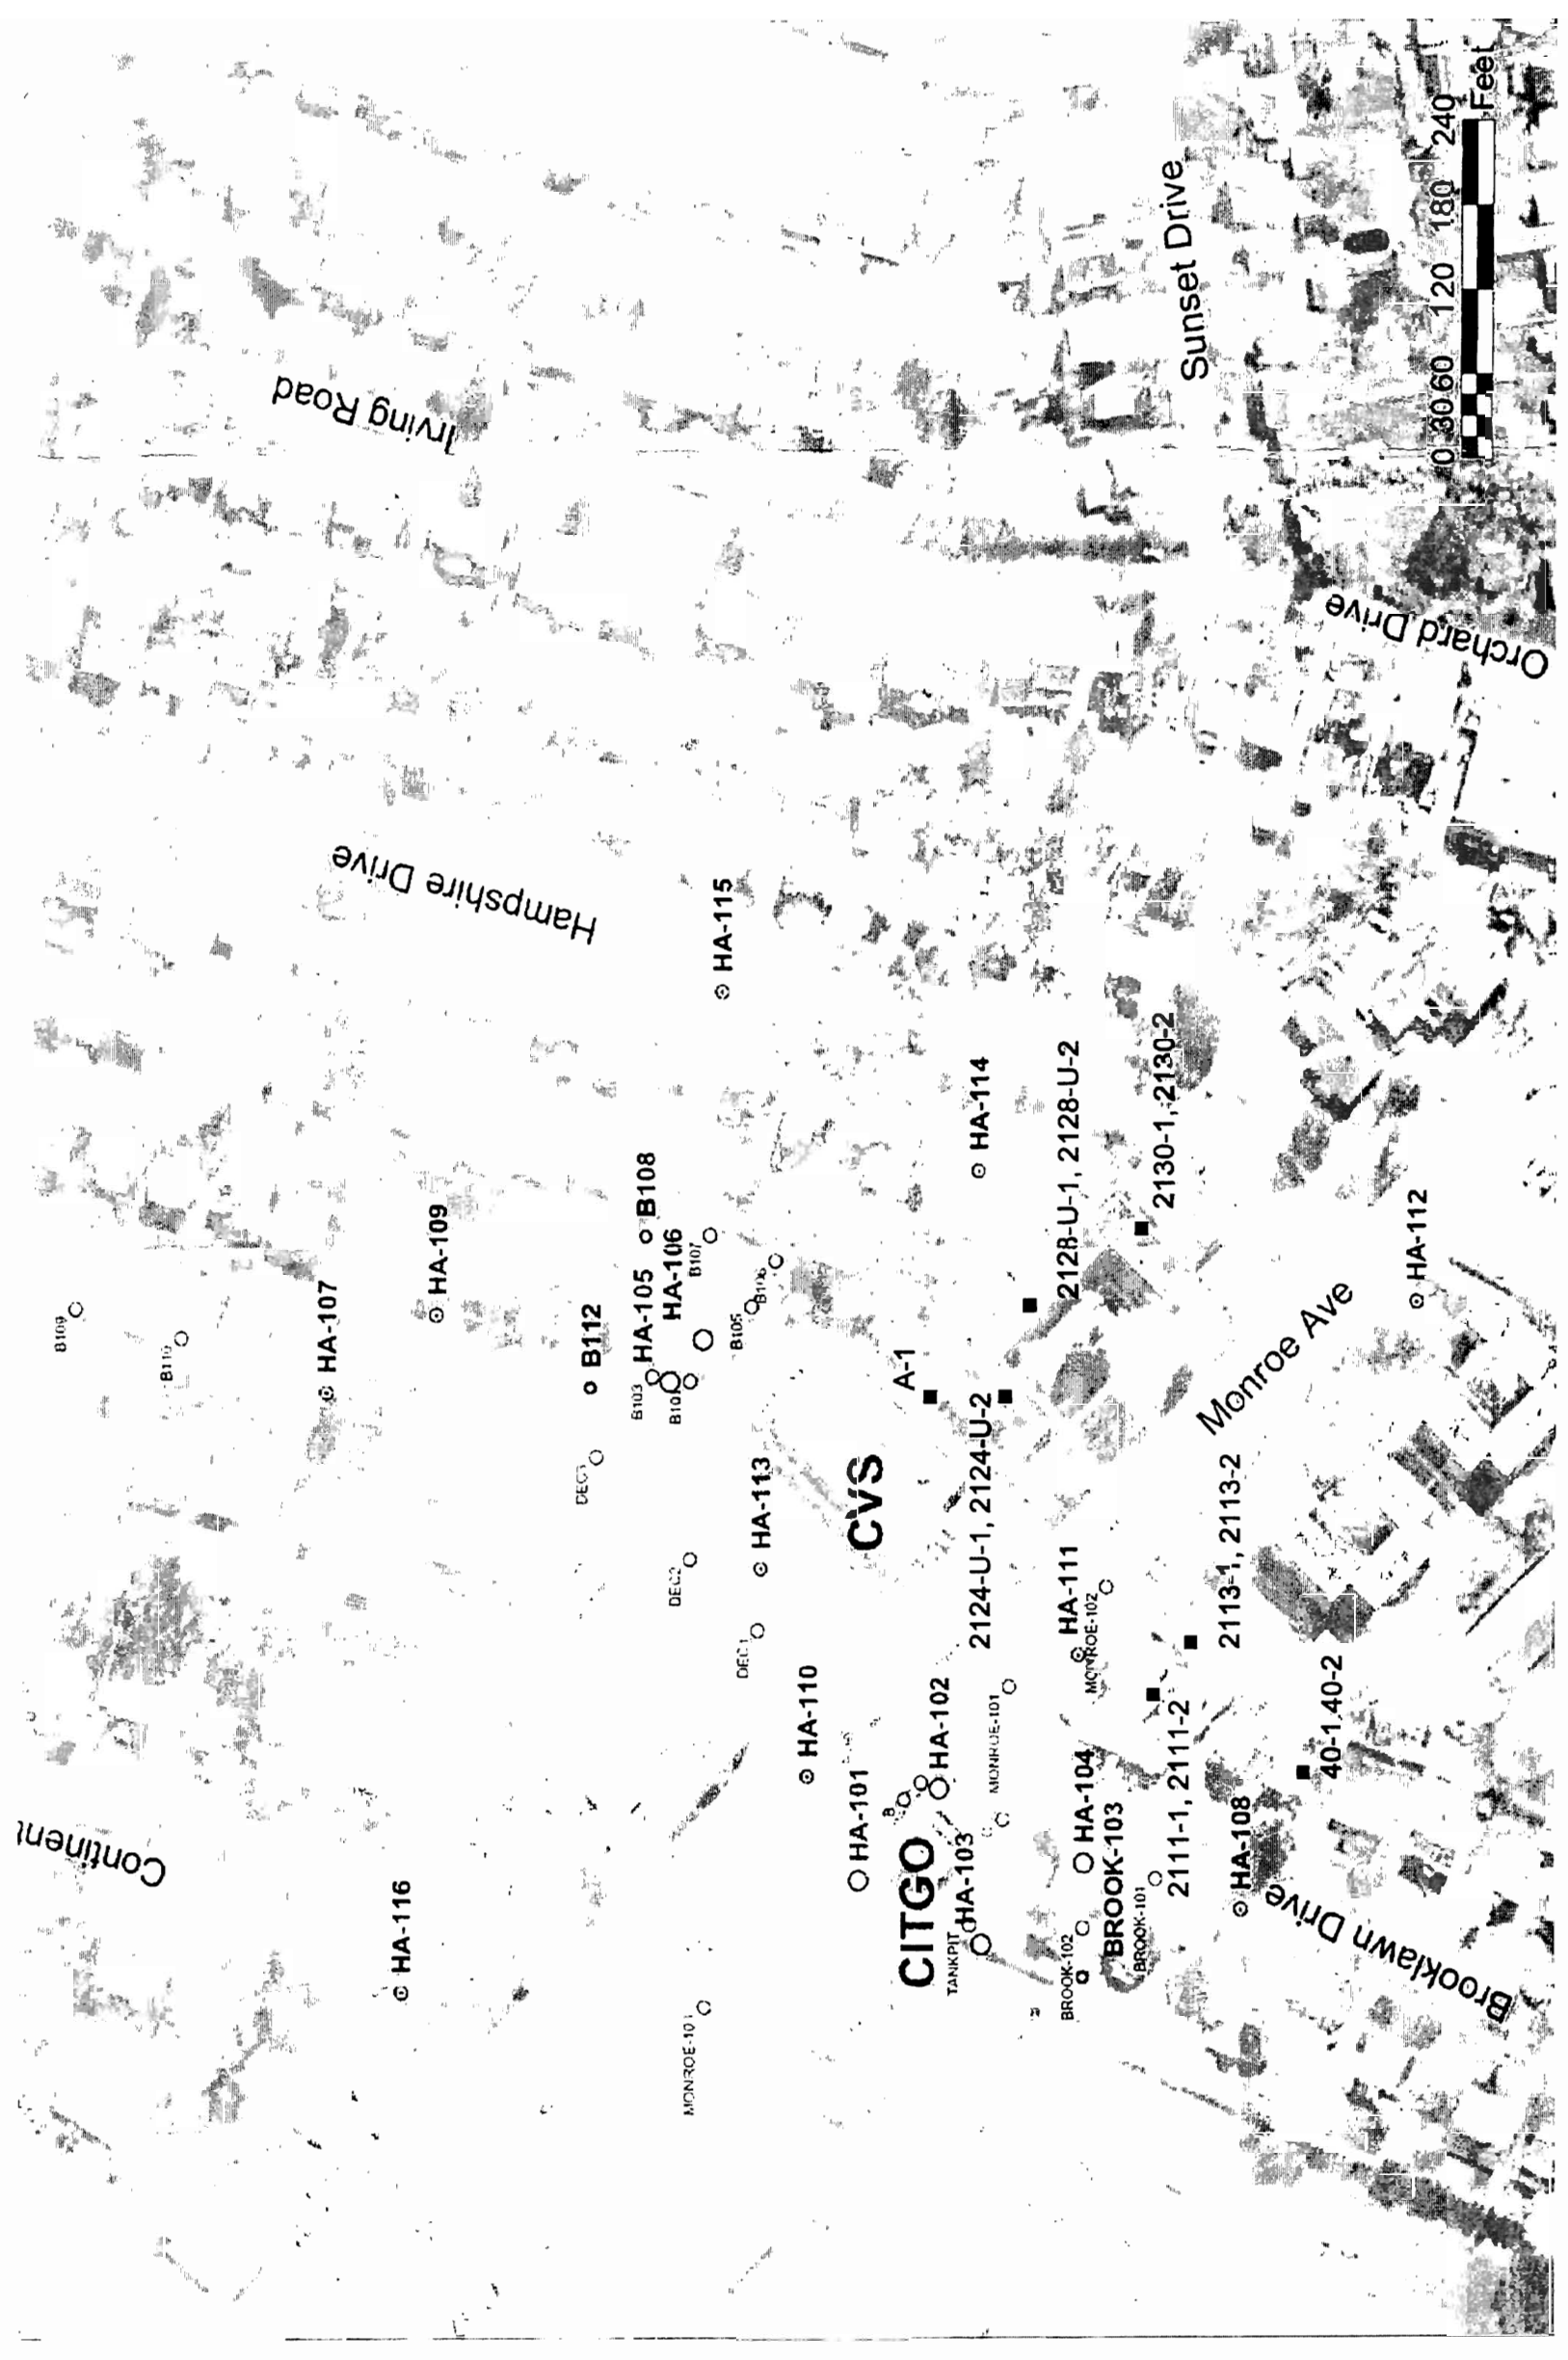 Continent
B109
B110
HA-107
HA-116
HA-109
Irving Road
Hampshire Drive
B112
DEC3
B108
HA-105
HA-106
B103
B107
B105
B106
HA-115
HA-113
DEC2
DEC1
MONROE-101
HA-110
HA-101
CVS
A-1
CITGO
HA-102
HA-103
TANKPIT
2124-U-1, 2124-U-2
HA-114
MONROE-101
2128-U-1, 2128-U-2
HA-111
MONROE-102
HA-104
BROOK-103
BROOK-102
BROOK-101
2130-1, 2130-2
2111-1, 2111-2
2113-1, 2113-2
HA-108
Sunset Drive
Monroe Ave
40-1, 40-2
HA-112
Brooklawn Drive
Orchard Drive
0 30 60 120 180 240
Feet